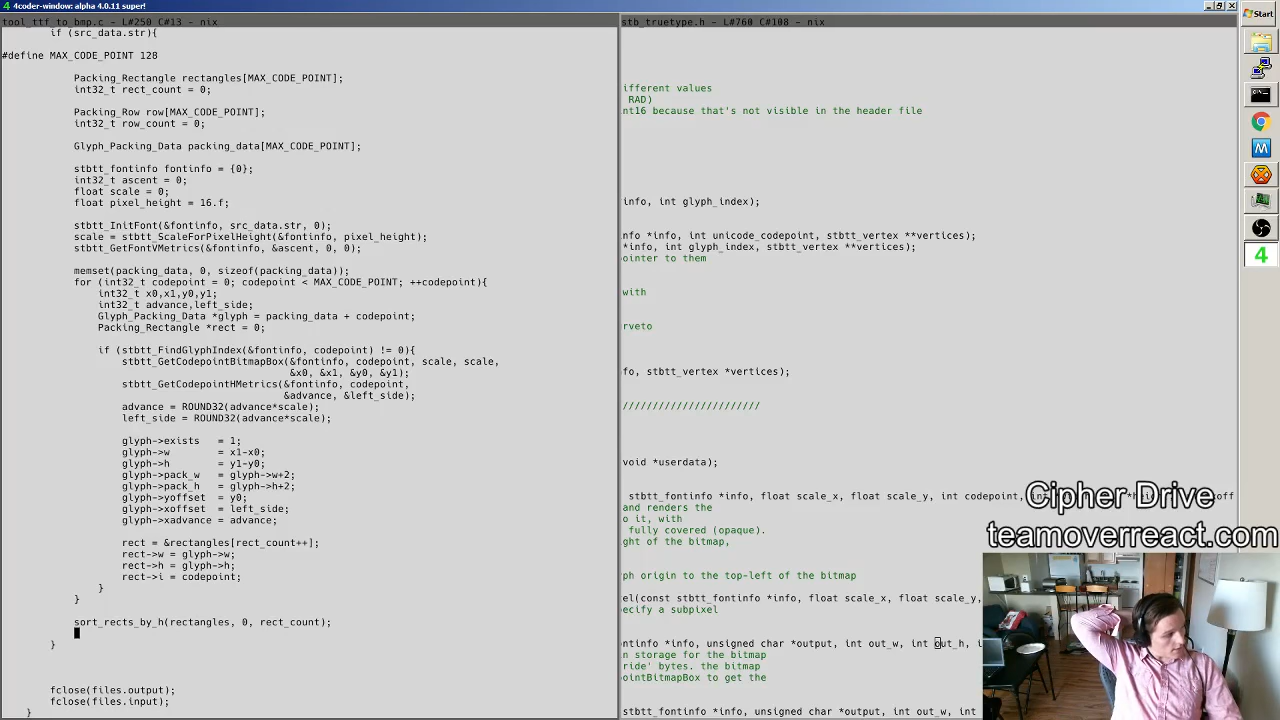 4coder-window: alpha 4.0.11 super!
tool_ttf_to_bmp.c - L#250 C#13 - nix
if (src_data.str){
#define MAX_CODE_POINT 128
Packing_Rectangle rectangles[MAX_CODE_POINT];
int32_t rect_count = 0;
Packing_Row row[MAX_CODE_POINT];
int32_t row_count = 0;
Glyph_Packing_Data packing_data[MAX_CODE_POINT];
stbtt_fontinfo fontinfo = {0};
int32_t ascent = 0;
float scale = 0;
float pixel_height = 16.f;
stbtt_InitFont(&fontinfo, src_data.str, 0);
scale = stbtt_ScaleForPixelHeight(&fontinfo, pixel_height);
stbtt_GetFontVMetrics(&fontinfo, &ascent, 0, 0);
memset(packing_data, 0, sizeof(packing_data));
for (int32_t codepoint = 0; codepoint < MAX_CODE_POINT; ++codepoint){
int32_t x0,x1,y0,y1;
int32_t advance,left_side;
Glyph_Packing_Data *glyph = packing_data + codepoint;
Packing_Rectangle *rect = 0;
if (stbtt_FindGlyphIndex(&fontinfo, codepoint) != 0){
stbtt_GetCodepointBitmapBox(&fontinfo, codepoint, scale, scale,
&x0, &x1, &y0, &y1);
stbtt_GetCodepointHMetrics(&fontinfo, codepoint,
&advance, &left_side);
advance = ROUND32(advance*scale);
left_side = ROUND32(advance*scale);
glyph->exists = 1;
glyph->w = x1-x0;
glyph->h = y1-y0;
glyph->pack_w = glyph->w+2;
glyph->pack_h = glyph->h+2;
glyph->yoffset = y0;
glyph->xoffset = left_side;
glyph->xadvance = advance;
rect = &rectangles[rect_count++];
rect->w = glyph->w;
rect->h = glyph->h;
rect->i = codepoint;
}
}
sort_rects_by_h(rectangles, 0, rect_count);
}
fclose(files.output);
fclose(files.input);
}
stb_truetype.h - L#760 C#108 - nix
ifferent values
RAD)
nt16 because that's not visible in the header file
info, int glyph_index);
nfo *info, int unicode_codepoint, stbtt_vertex **vertices);
*info, int glyph_index, stbtt_vertex **vertices);
pointer to them
with
rveto
fo, stbtt_vertex *vertices);
///////////////////////
void *userdata);
stbtt_fontinfo *info, float scale_x, float scale_y, int codepoint,
and renders the
o it, with
fully covered (opaque).
ght of the bitmap,
ph origin to the top-left of the bitmap
el(const stbtt_fontinfo *info, float scale_x, float scale_y,
ecify a subpixel
ontinfo *info, unsigned char *output, int out_w, int out_h, i
n storage for the bitmap
ride' bytes. the bitmap
pointBitmapBox to get the
stbtt_fontinfo *info, unsigned char *output, int out_w, int
Cipher Drive
teamoverreact.com
Start
M
4